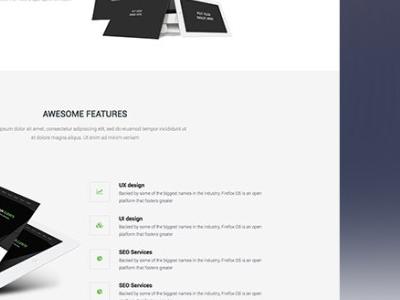 PUT YOUR
IMAGE HERE
AWESOME FEATURES
ipsum dolor sit amet, consectetur adipisicing elit, sed do eiusmod tempor incididunt ut
et dolore magna aliqua. Ut enim ad minim veniam
UX design
Backed by some of the biggest names in the industry, Firefox OS is an open
platform that fosters greater
UI design
Backed by some of the biggest names in the industry, Firefox OS is an open
platform that fosters greater
SEO Services
Backed by some of the biggest names in the industry, Firefox OS is an open
platform that fosters greater
SEO Services
Backed by some of the biggest names in the industry, Firefox OS is an open